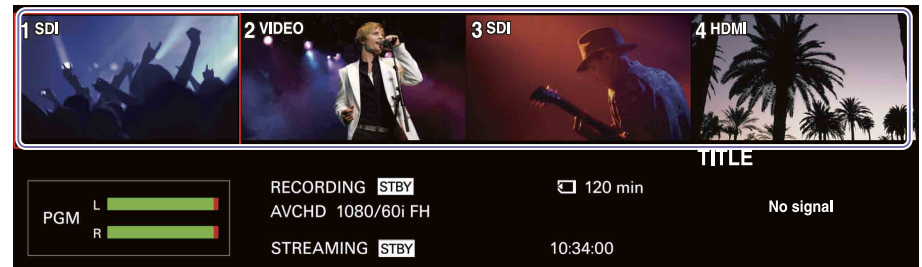 1 SDI
2 VIDEO
3 SDI
4 HDMI
TITLE
PGM
L
R
RECORDING STBY
120 min
AVCHD 1080/60i FH
STREAMING STBY
10:34:00
No signal